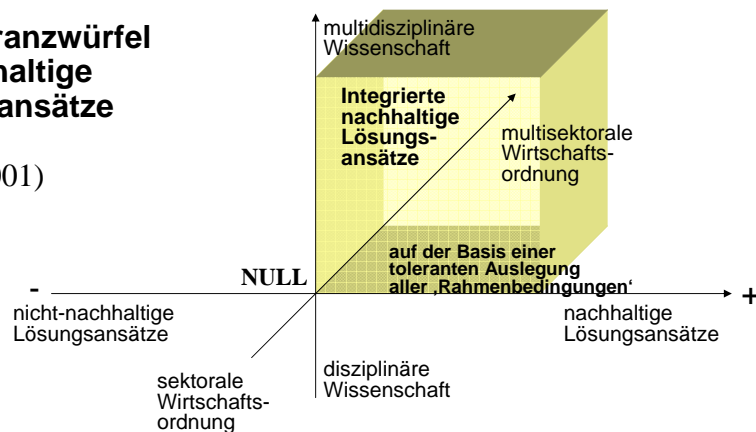 ranzwürfel
haltige
ansätze
001)
multidisziplinäre
Wissenschaft
Integrierte
nachhaltige
Lösungs-
ansätze
multisektorale
Wirtschafts-
ordnung
auf der Basis einer
toleranten Auslegung
aller ‚Rahmenbedingungen‘
NULL
-
+
nicht-nachhaltige
Lösungsansätze
nachhaltige
Lösungsansätze
sektorale
Wirtschafts-
ordnung
disziplinäre
Wissenschaft